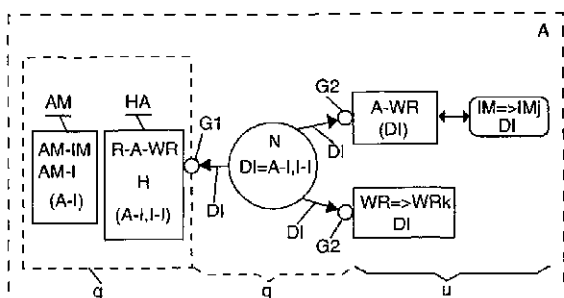 A
AM
HA
G1
G2
AM-IM
AM-I
(A-I)
R-A-WR
H
(A-I,I-I)
N
DI=A-I,I-I
DI
DI
DI
A-WR
(DI)
IM=>IMj
DI
WR=>WRk
DI
G2
g
q
u